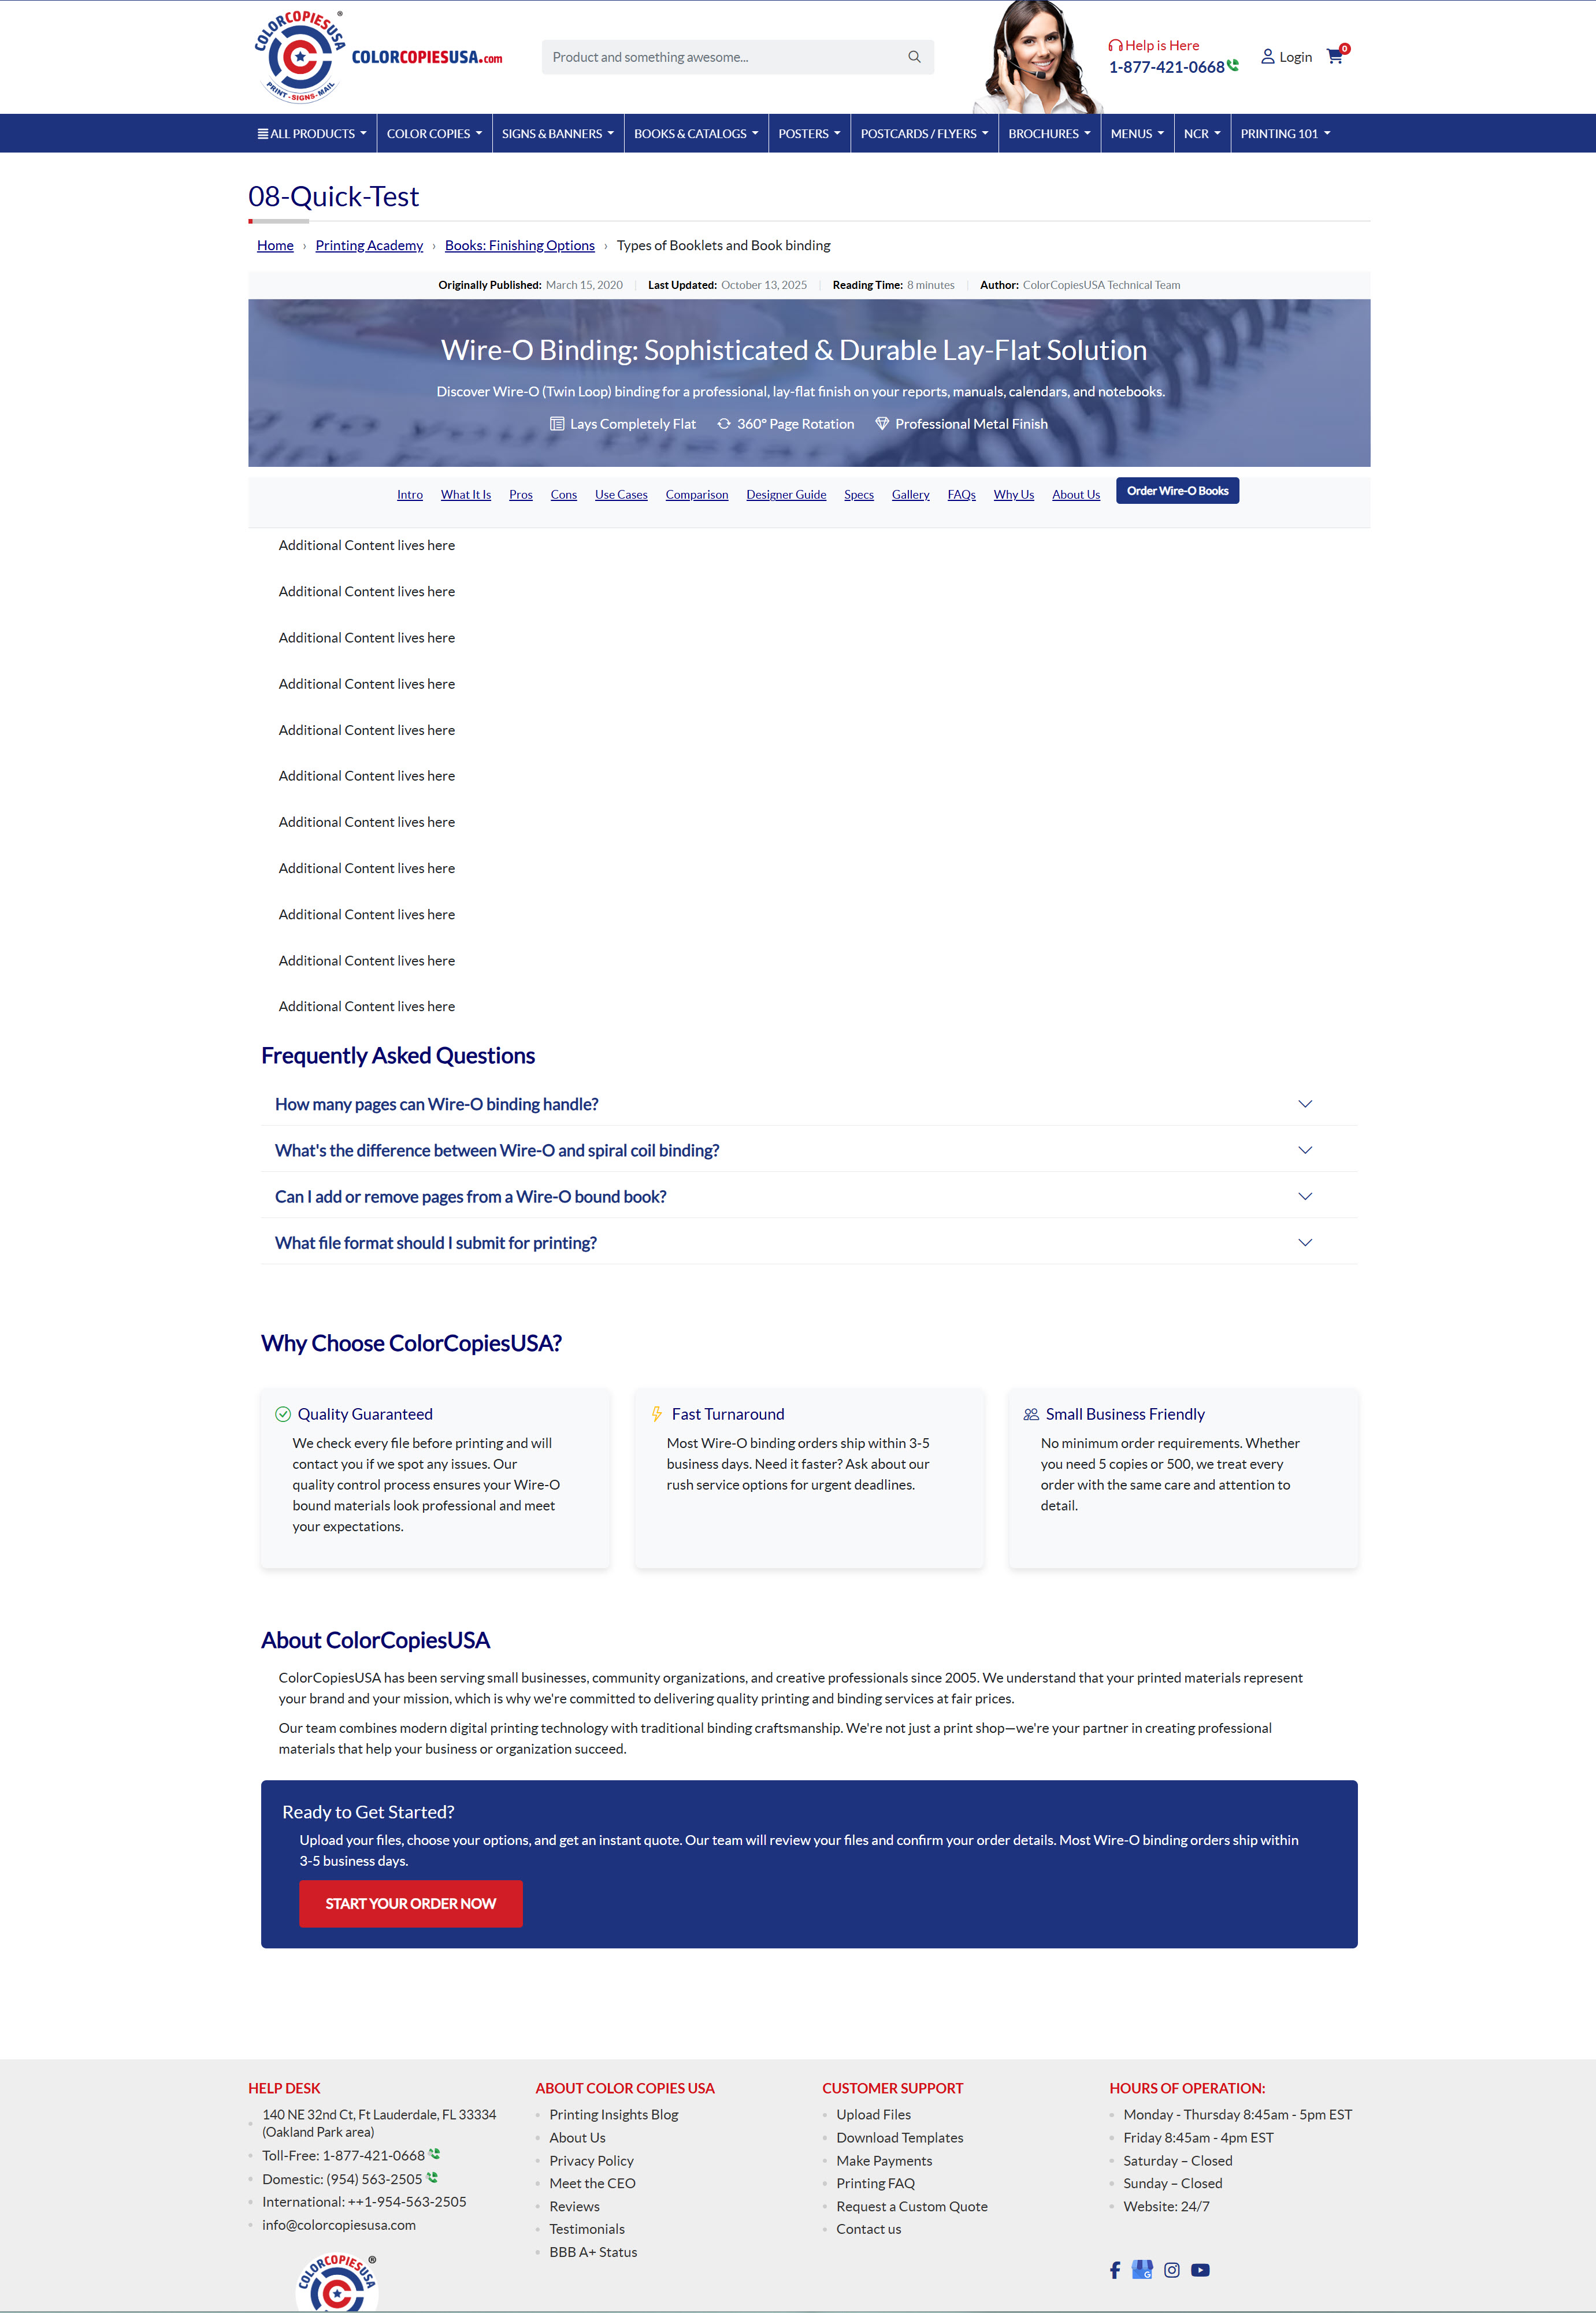 COLORCOPIESUSA ®
PRINT - SIGNS - MAIL
COLORCOPIESUSA.com
Product and something awesome...
Help is Here
1-877-421-0668
Login
0
ALL PRODUCTS
COLOR COPIES
SIGNS & BANNERS
BOOKS & CATALOGS
POSTERS
POSTCARDS / FLYERS
BROCHURES
MENUS
NCR
PRINTING 101
08-Quick-Test
Home › Printing Academy › Books: Finishing Options › Types of Booklets and Book binding
Originally Published: March 15, 2020 | Last Updated: October 13, 2025 | Reading Time: 8 minutes | Author: ColorCopiesUSA Technical Team
Wire-O Binding: Sophisticated & Durable Lay-Flat Solution
Discover Wire-O (Twin Loop) binding for a professional, lay-flat finish on your reports, manuals, calendars, and notebooks.
Lays Completely Flat 360° Page Rotation Professional Metal Finish
Intro What It Is Pros Cons Use Cases Comparison Designer Guide Specs Gallery FAQs Why Us About Us Order Wire-O Books
Additional Content lives here
Additional Content lives here
Additional Content lives here
Additional Content lives here
Additional Content lives here
Additional Content lives here
Additional Content lives here
Additional Content lives here
Additional Content lives here
Additional Content lives here
Additional Content lives here
Frequently Asked Questions
How many pages can Wire-O binding handle?
What's the difference between Wire-O and spiral coil binding?
Can I add or remove pages from a Wire-O bound book?
What file format should I submit for printing?
Why Choose ColorCopiesUSA?
Quality Guaranteed
We check every file before printing and will
contact you if we spot any issues. Our
quality control process ensures your Wire-O
bound materials look professional and meet
your expectations.
Fast Turnaround
Most Wire-O binding orders ship within 3-5
business days. Need it faster? Ask about our
rush service options for urgent deadlines.
Small Business Friendly
No minimum order requirements. Whether
you need 5 copies or 500, we treat every
order with the same care and attention to
detail.
About ColorCopiesUSA
ColorCopiesUSA has been serving small businesses, community organizations, and creative professionals since 2005. We understand that your printed materials represent
your brand and your mission, which is why we're committed to delivering quality printing and binding services at fair prices.
Our team combines modern digital printing technology with traditional binding craftsmanship. We're not just a print shop—we're your partner in creating professional
materials that help your business or organization succeed.
Ready to Get Started?
Upload your files, choose your options, and get an instant quote. Our team will review your files and confirm your order details. Most Wire-O binding orders ship within
3-5 business days.
START YOUR ORDER NOW
HELP DESK
140 NE 32nd Ct, Ft Lauderdale, FL 33334
(Oakland Park area)
Toll-Free: 1-877-421-0668
Domestic: (954) 563-2505
International: ++1-954-563-2505
info@colorcopiesusa.com
COLORCOPIESUSA ®
ABOUT COLOR COPIES USA
Printing Insights Blog
About Us
Privacy Policy
Meet the CEO
Reviews
Testimonials
BBB A+ Status
CUSTOMER SUPPORT
Upload Files
Download Templates
Make Payments
Printing FAQ
Request a Custom Quote
Contact us
HOURS OF OPERATION:
Monday - Thursday 8:45am - 5pm EST
Friday 8:45am - 4pm EST
Saturday – Closed
Sunday – Closed
Website: 24/7